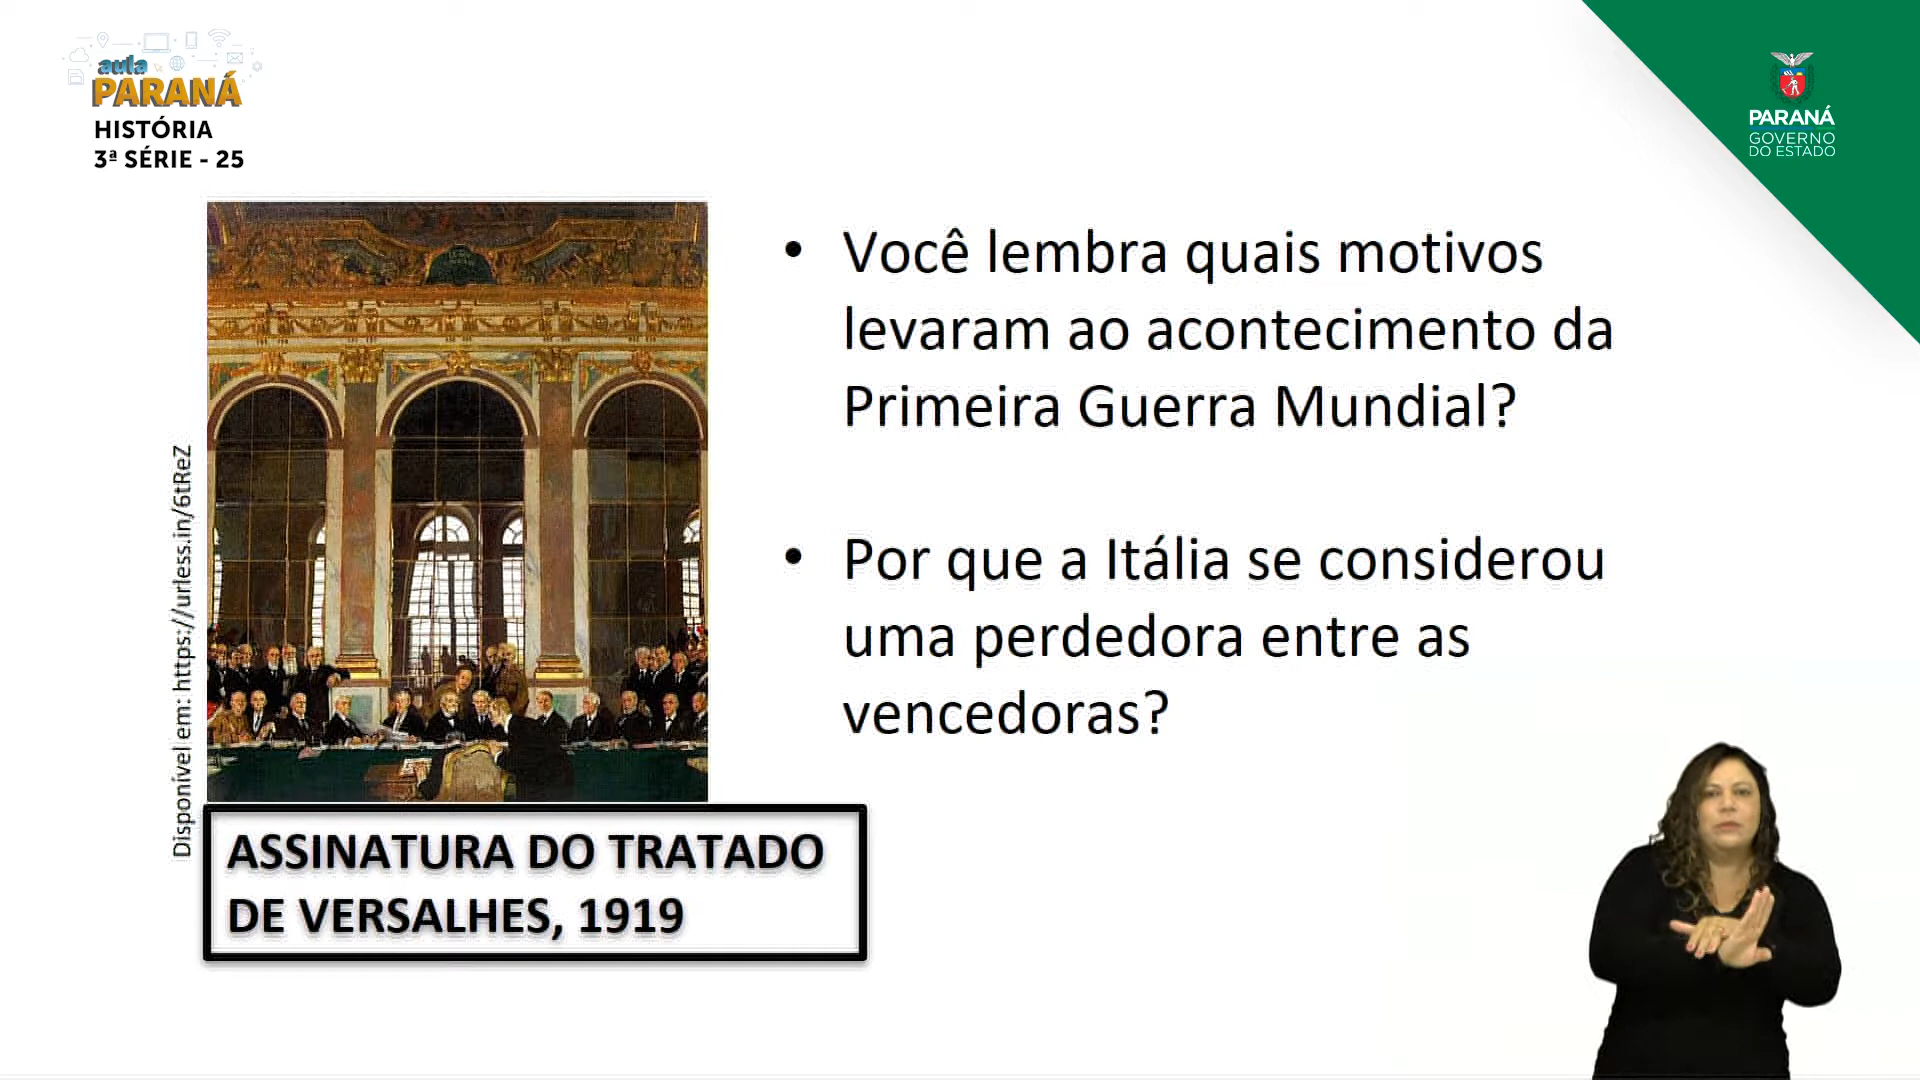 aula
PARANÁ
HISTÓRIA
3ª SÉRIE - 25
PARANÁ
GOVERNO
DO ESTADO
• Você lembra quais motivos
levaram ao acontecimento da
Primeira Guerra Mundial?
• Por que a Itália se considerou
uma perdedora entre as
vencedoras?
Disponível em: https://urless.in/6tReZ
ASSINATURA DO TRATADO
DE VERSALHES, 1919